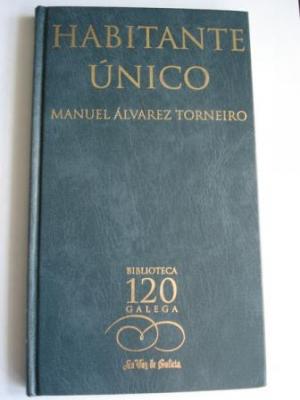 HABITANTE
ÚNICO
MANUEL ÁLVAREZ TORNEIRO
BIBLIOTECA
120
GALEGA
La Voz de Galicia